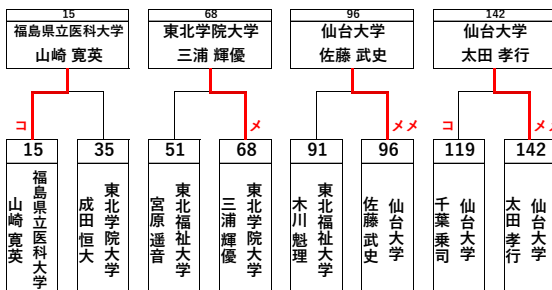 15
福島県立医科大学
山崎 寛英
68
東北学院大学
三浦 輝優
96
仙台大学
佐藤 武史
142
仙台大学
太田 孝行
コ
メ
メメ
コ
メメ
15
35
51
68
91
96
119
142
福島県立医科大学
山崎 寛英
東北学院大学
成田 恒大
東北福祉大学
宮原 遥音
東北学院大学
三浦 輝優
東北福祉大学
木川 魁理
仙台大学
佐藤 武史
仙台大学
千葉 乗司
仙台大学
太田 孝行